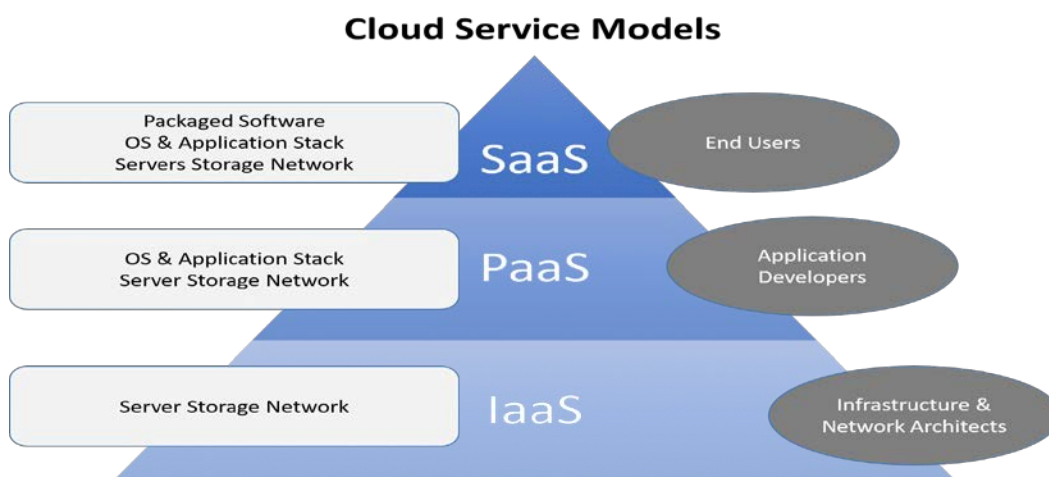 Cloud Service Models
Packaged Software
OS & Application Stack
Servers Storage Network
SaaS
End Users
OS & Application Stack
Server Storage Network
PaaS
Application
Developers
Server Storage Network
IaaS
Infrastructure &
Network Architects